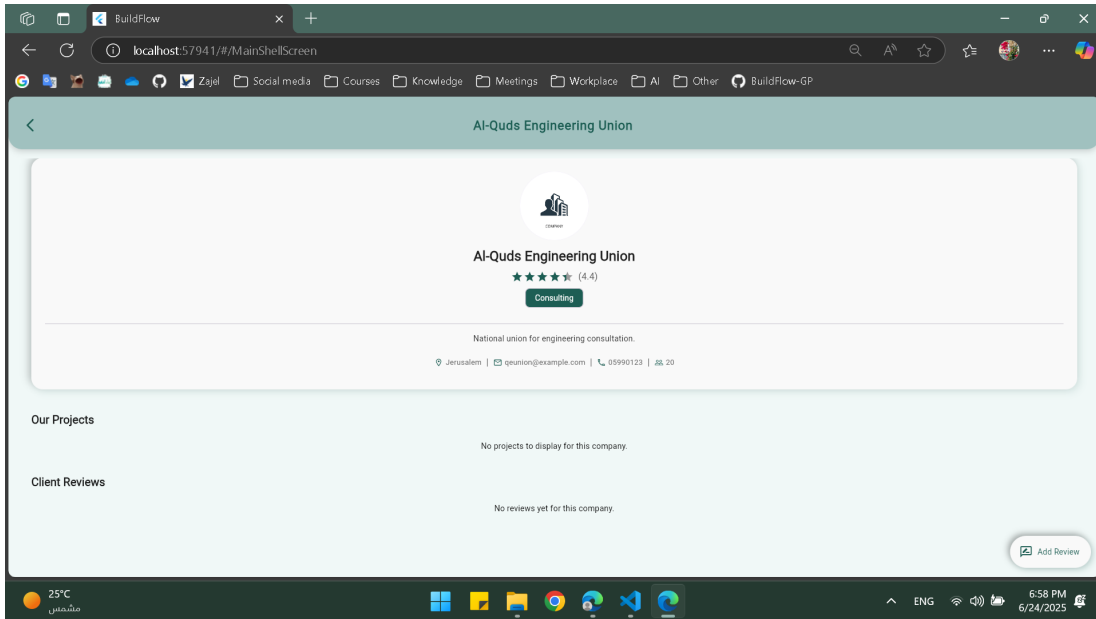 BuildFlow
localhost:57941/#/MainShellScreen
Zajel Social media Courses Knowledge Meetings Workplace AI Other BuildFlow-GP
Al-Quds Engineering Union
COMPANY
Al-Quds Engineering Union
(4.4)
Consulting
National union for engineering consultation.
Jerusalem | qeunion@example.com | 05990123 | 20
Our Projects
No projects to display for this company.
Client Reviews
No reviews yet for this company.
Add Review
25°C
مشمس
ENG
6:58 PM
6/24/2025